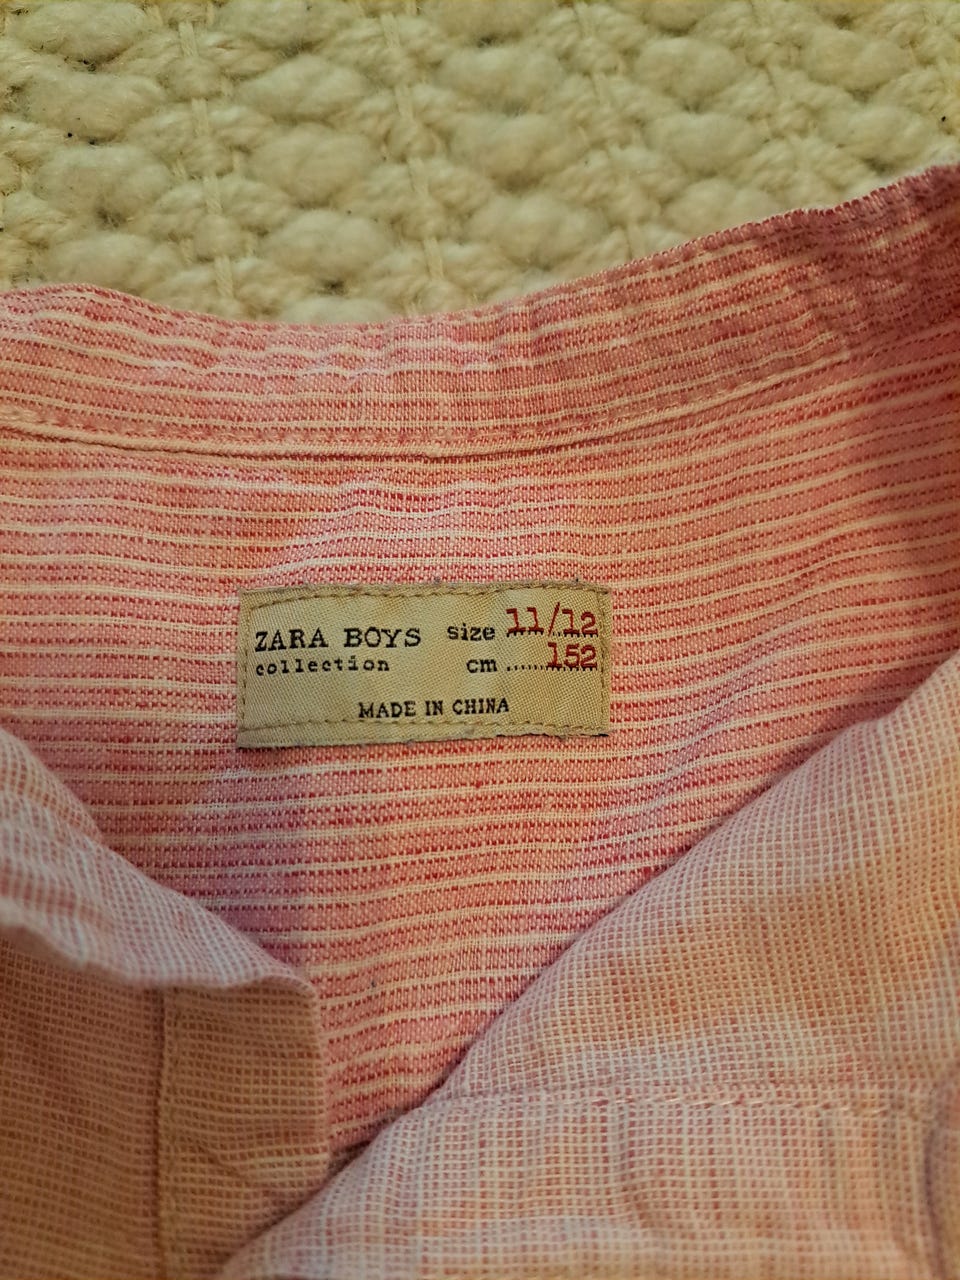 ZARA BOYS size 11/12
collection cm ......152
MADE IN CHINA